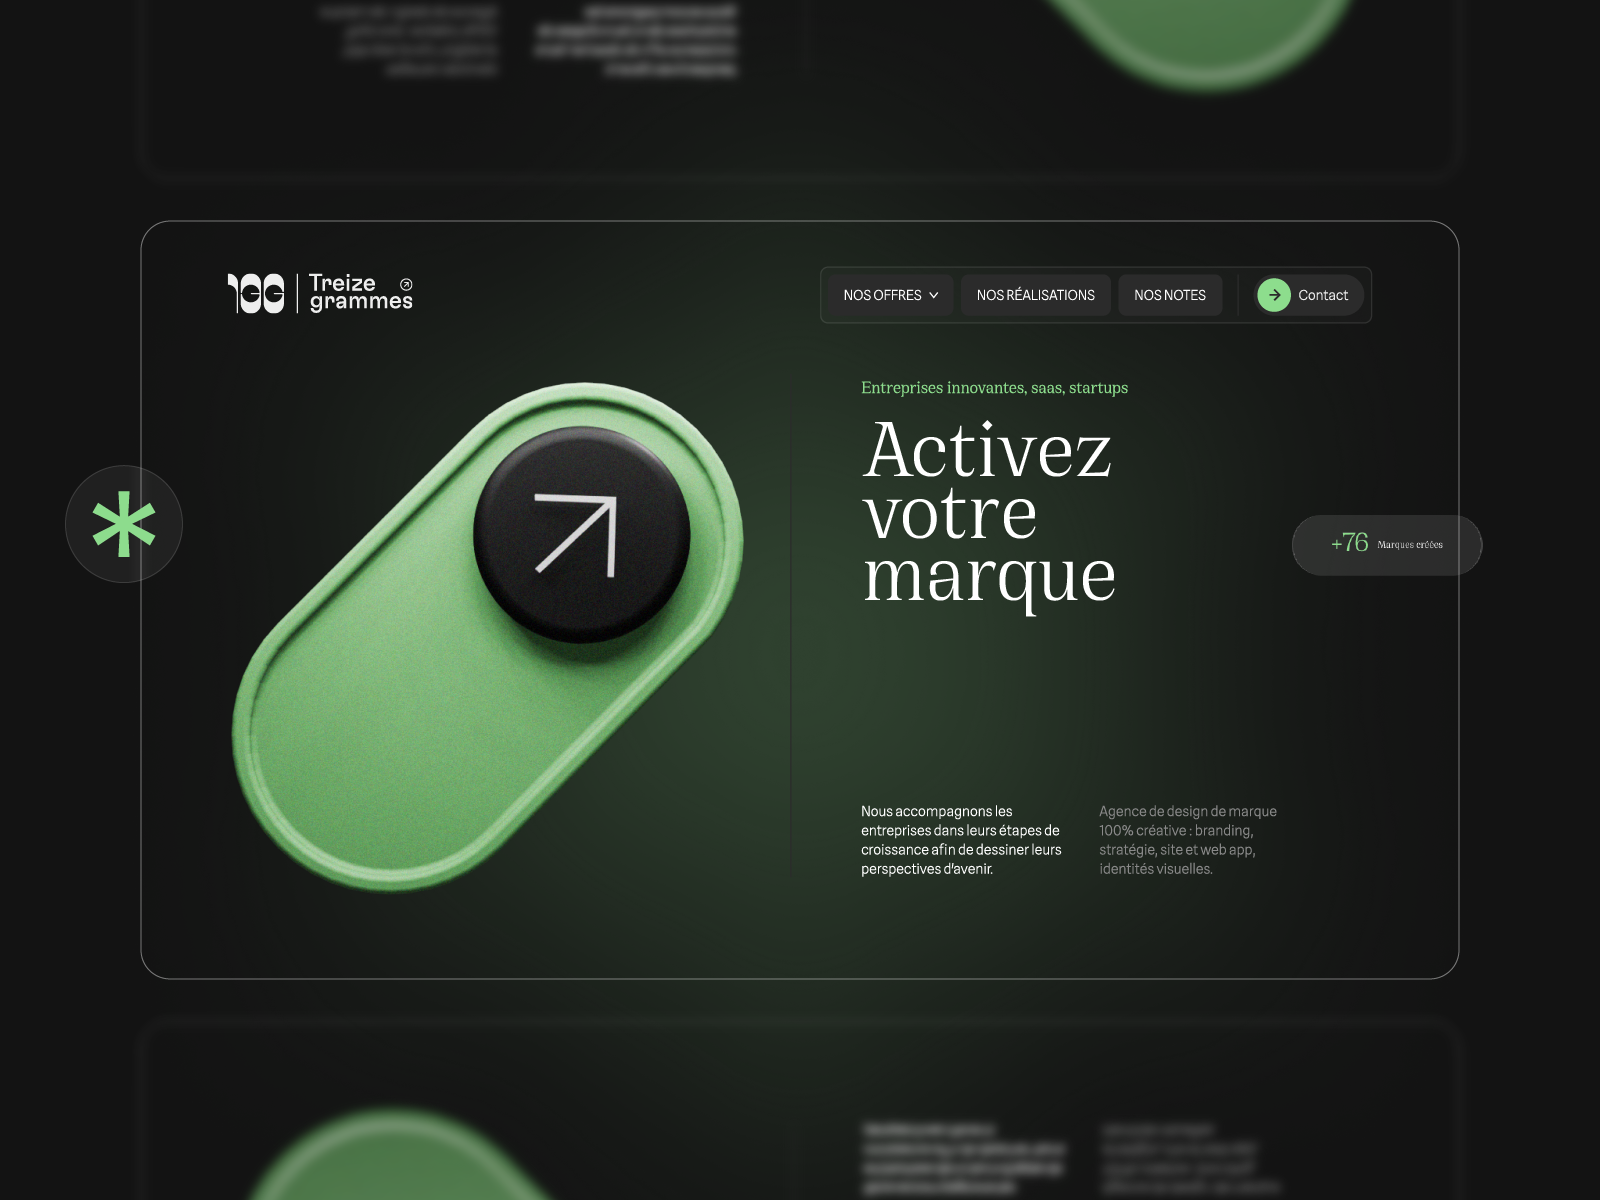 Treize
grammes
NOS OFFRES
NOS RÉALISATIONS
NOS NOTES
Contact
Entreprises innovantes, saas, startups
Activez
votre
marque
+76 Marques créées
Nous accompagnons les
entreprises dans leurs étapes de
croissance afin de dessiner leurs
perspectives d'avenir.
Agence de design de marque
100% créative : branding,
stratégie, site et web app,
identités visuelles.